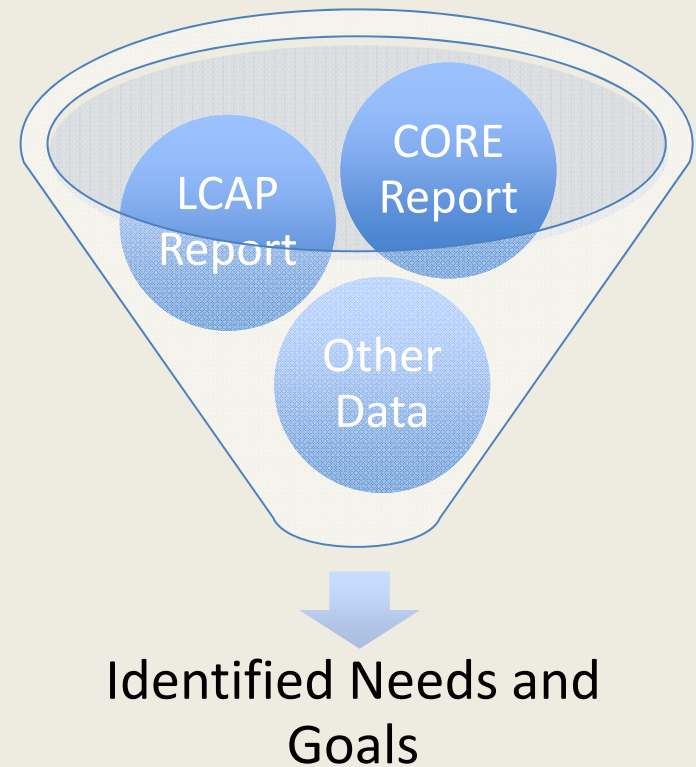 CORE
Report
LCAP
Report
Other
Data
Identified Needs and
Goals